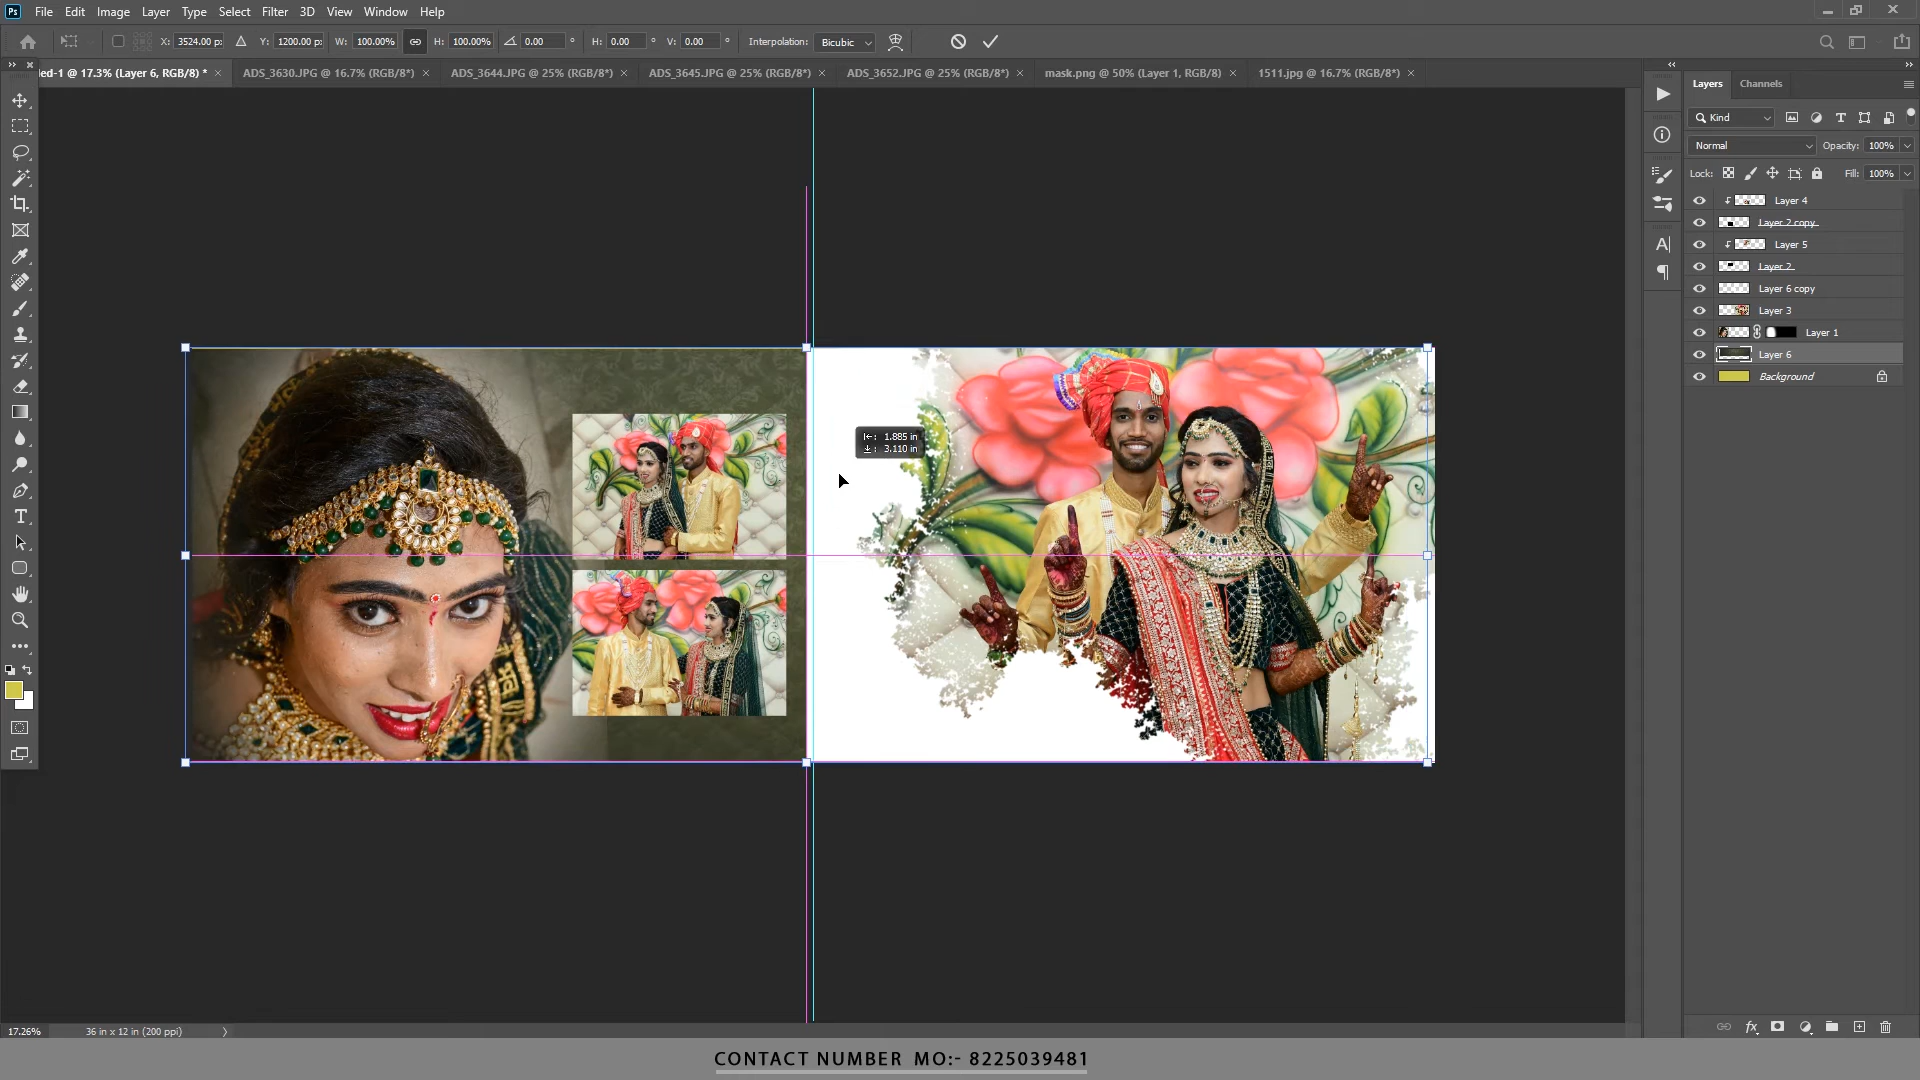 Ps File Edit Image Layer Type Select Filter 3D View Window Help
X: 3524.00 p: Y: 1200.00 p: W: 100.00% H: 100.00% 0.00 ° H: 0.00 ° V: 0.00 ° Interpolation: Bicubic
led-1 @ 17.3% (Layer 6, RGB/8) * × ADS_3630.JPG @ 16.7% (RGB/8*) × ADS_3644.JPG @ 25% (RGB/8*) × ADS_3645.JPG @ 25% (RGB/8*) × ADS_3652.JPG @ 25% (RGB/8*) × mask.png @ 50% (Layer 1, RGB/8) × 1511.jpg @ 16.7% (RGB/8*) ×
Layers Channels
Kind
Normal Opacity: 100%
Lock: Fill: 100%
Layer 4
Layer 2 copy
Layer 5
Layer 2
Layer 6 copy
Layer 3
Layer 1
Layer 6
Background
1.885 in
3.110 in
17.26% 36 in x 12 in (200 ppi)
CONTACT NUMBER MO:- 8225039481